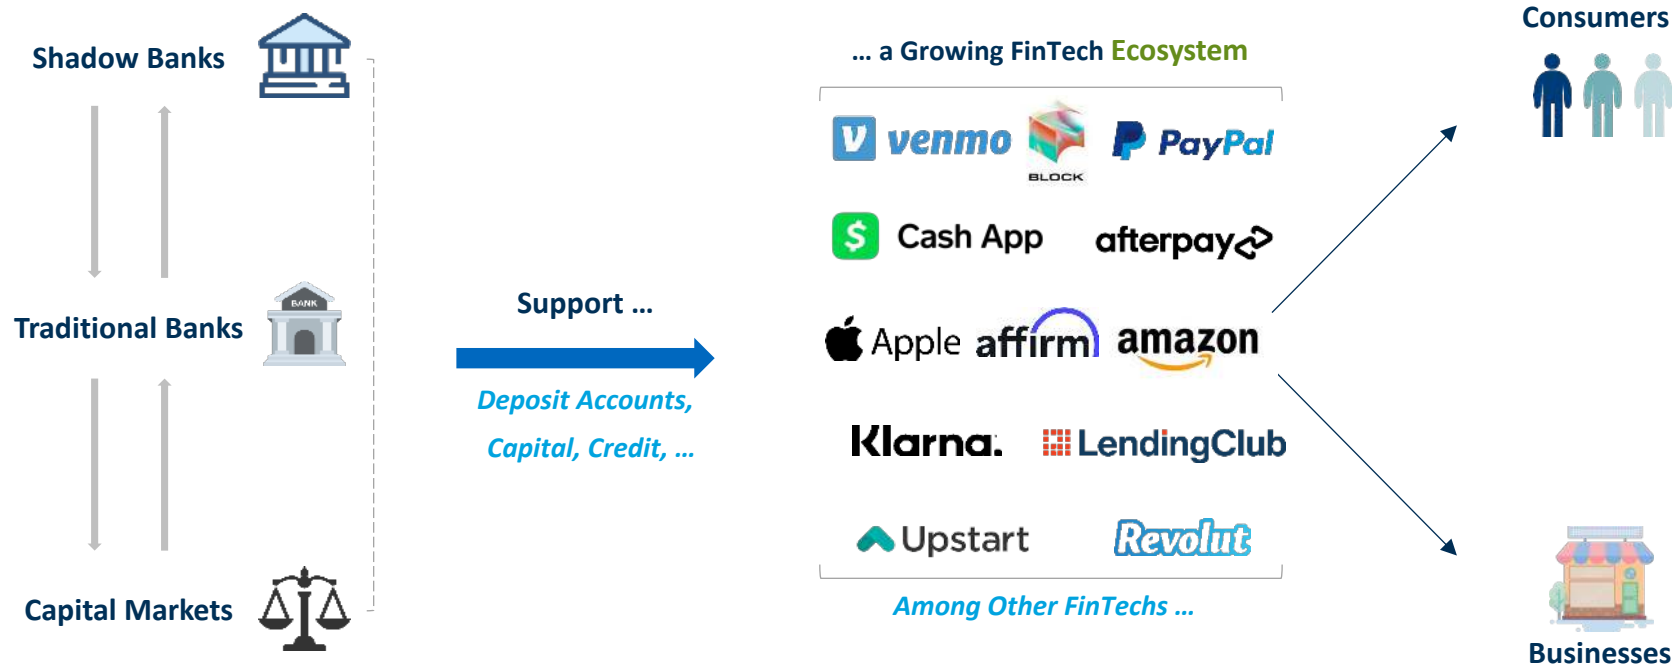 Shadow Banks
Traditional Banks
BANK
Capital Markets
Support ...
Deposit Accounts,
Capital, Credit, ...
... a Growing FinTech Ecosystem
V venmo
BLOCK
P PayPal
$ Cash App
afterpay
Apple
affirm
amazon
Klarna.
LendingClub
Upstart
Revolut
Among Other FinTechs ...
Consumers
Businesses